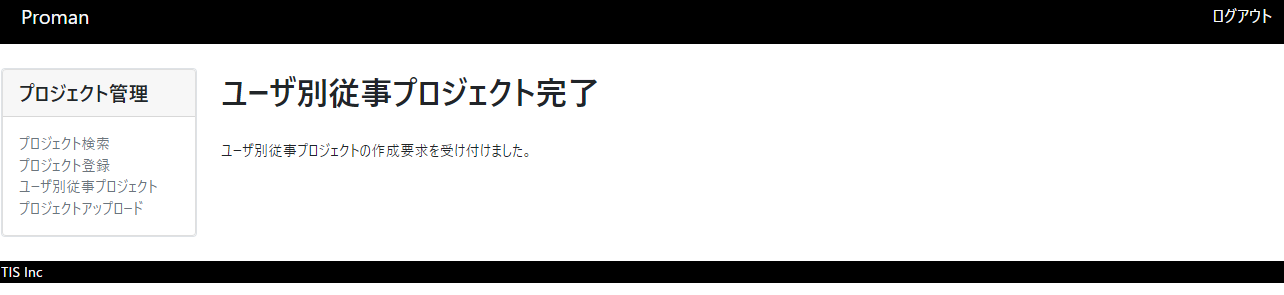 Proman
ログアウト
プロジェクト管理
プロジェクト検索
プロジェクト登録
ユーザ別従事プロジェクト
プロジェクトアップロード
ユーザ別従事プロジェクト完了
ユーザ別従事プロジェクトの作成要求を受け付けました。
TIS Inc